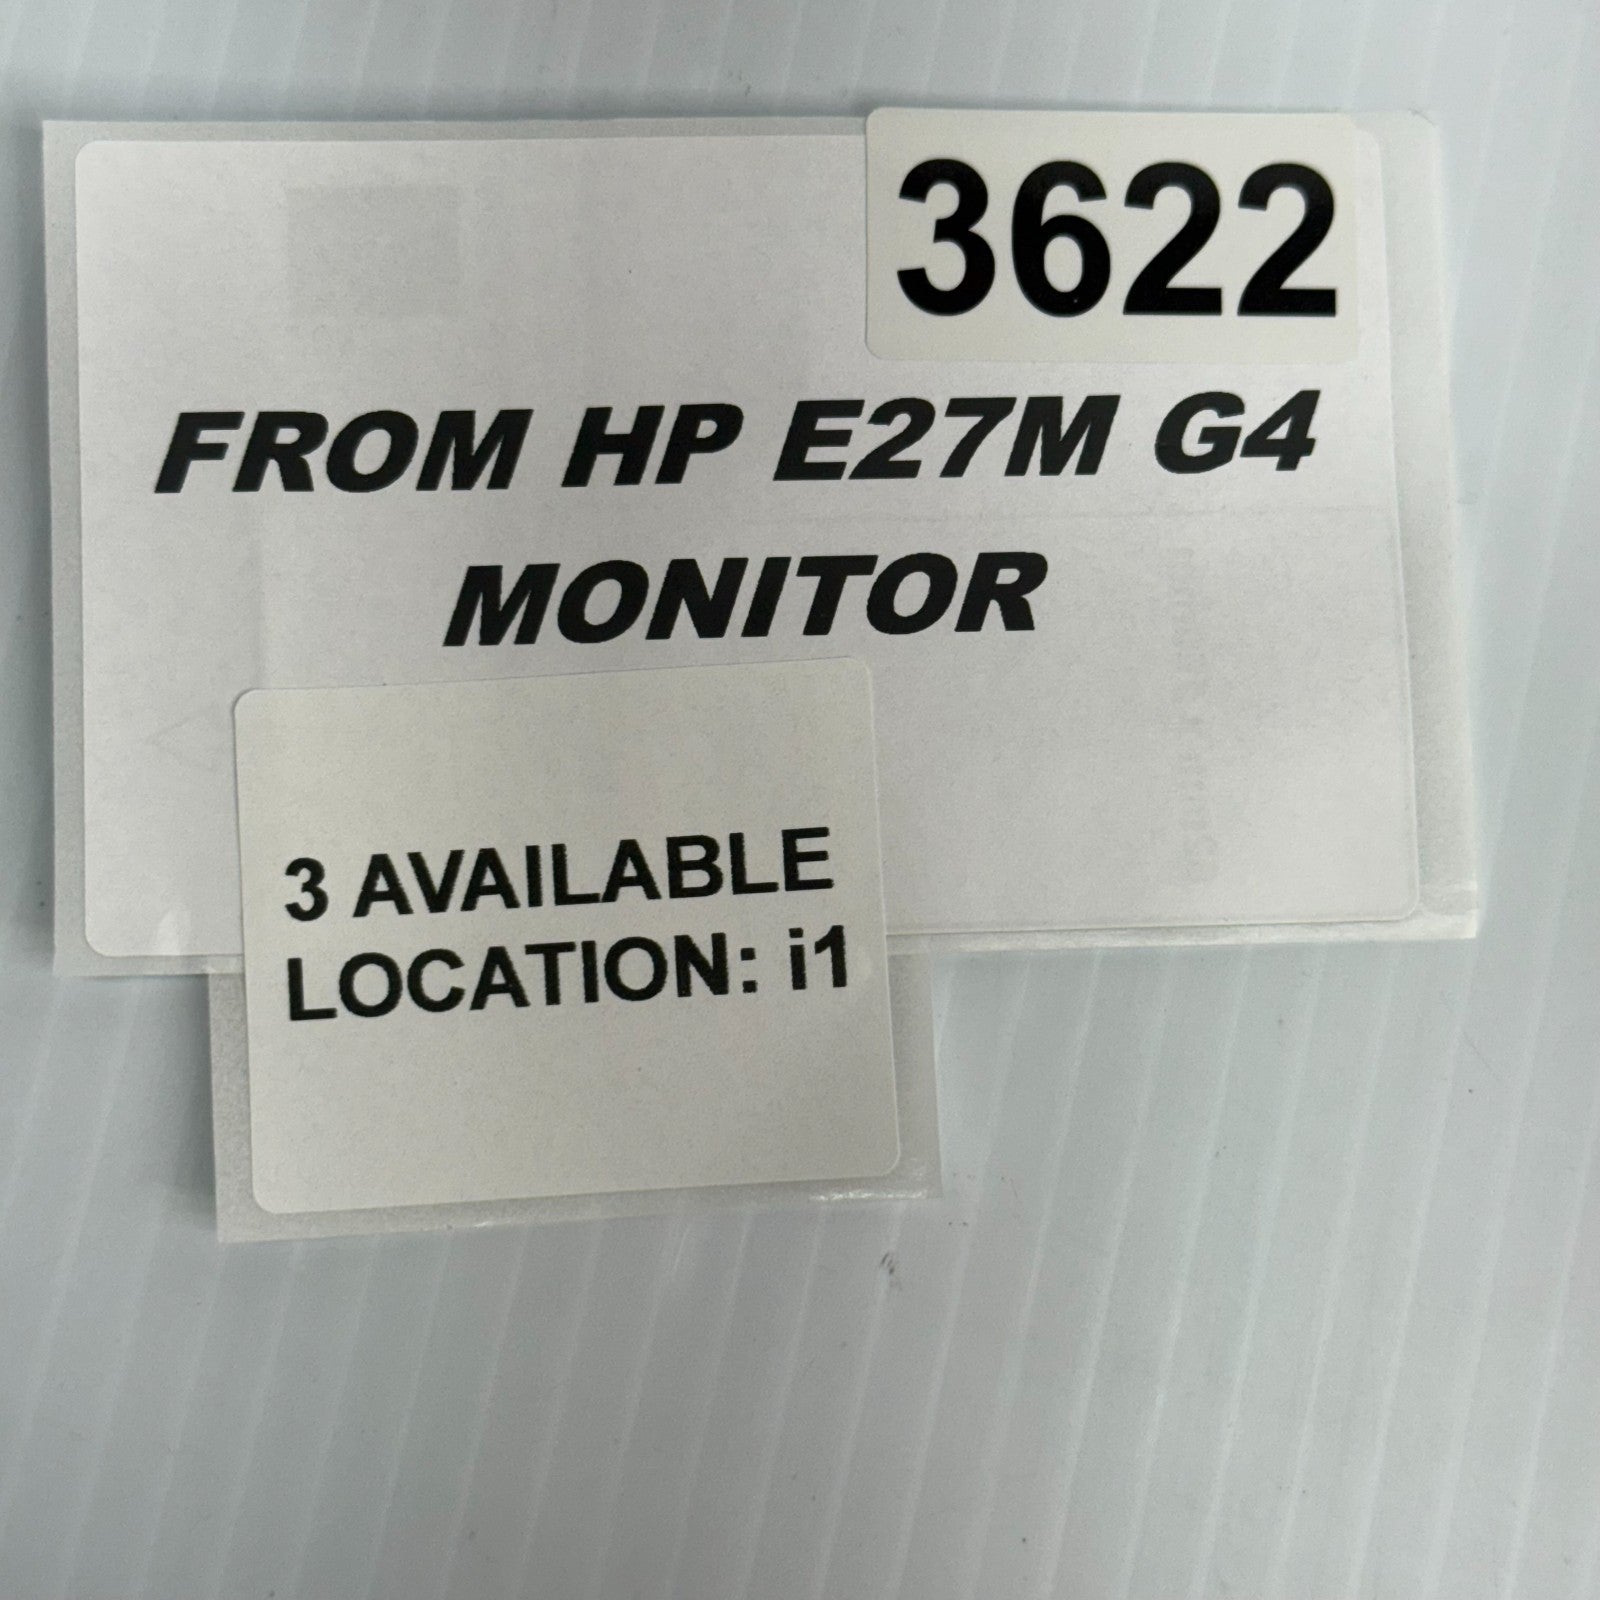 3622
FROM HP E27M G4
MONITOR
3 AVAILABLE
LOCATION: i1